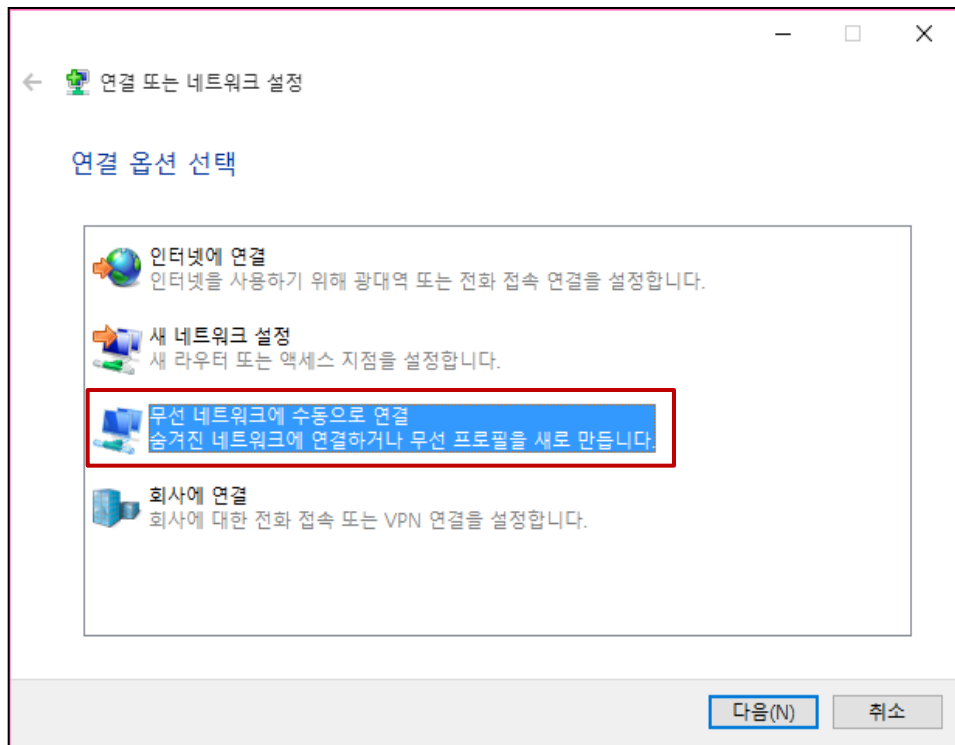 연결 또는 네트워크 설정
연결 옵션 선택
인터넷에 연결
인터넷을 사용하기 위해 광대역 또는 전화 접속 연결을 설정합니다.
새 네트워크 설정
새 라우터 또는 액세스 지점을 설정합니다.
무선 네트워크에 수동으로 연결
숨겨진 네트워크에 연결하거나 무선 프로필을 새로 만듭니다.
회사에 연결
회사에 대한 전화 접속 또는 VPN 연결을 설정합니다.
다음(N) 취소